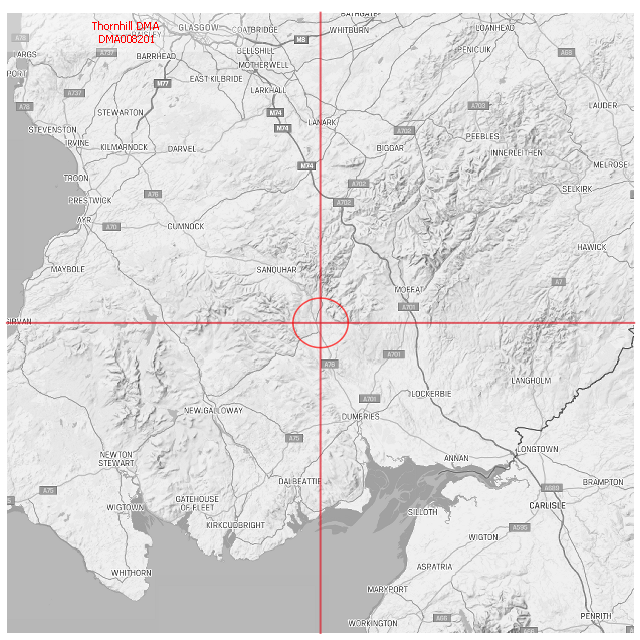 BATHGATE
Thornhill DMA
GLASGOW
COATBRIDGE
WHITBURN
LOANHEAD
A78
PAISLEY
DMA008201
M8
LARGS
A737
BARRHEAD
BELLSHILL
PENICUIK
A68
MOTHERWELL
PORT
EAST KILBRIDE
M77
LARKHALL
A737
A78
STEWARTON
M74
A703
LAUDER
LANARK
STEVENSTON
M74
A702
PEEBLES
IRVINE
KILMARNOCK
DARVEL
BIGGAR
INNERLEITHEN
M74
MELROSE
TROON
A702
SELKIRK
PRESTWICK
A76
A702
AYR
A70
CUMNOCK
HAWICK
MAYBOLE
SANQUHAR
A7
MOFFAT
A701
GIRVAN
A76
A701
LANGHOLM
LOCKERBIE
A701
NEW GALLOWAY
DUMFRIES
A75
LONGTOWN
NEWTON
STEWART
ANNAN
DALBEATTIE
BRAMPTON
A75
A689
GATEHOUSE
OF FLEET
WIGTOWN
CARLISLE
SILLOTH
KIRKCUDBRIGHT
A595
WIGTON
WHITHORN
ASPATRIA
MARYPORT
PENRITH
WORKINGTON
A66